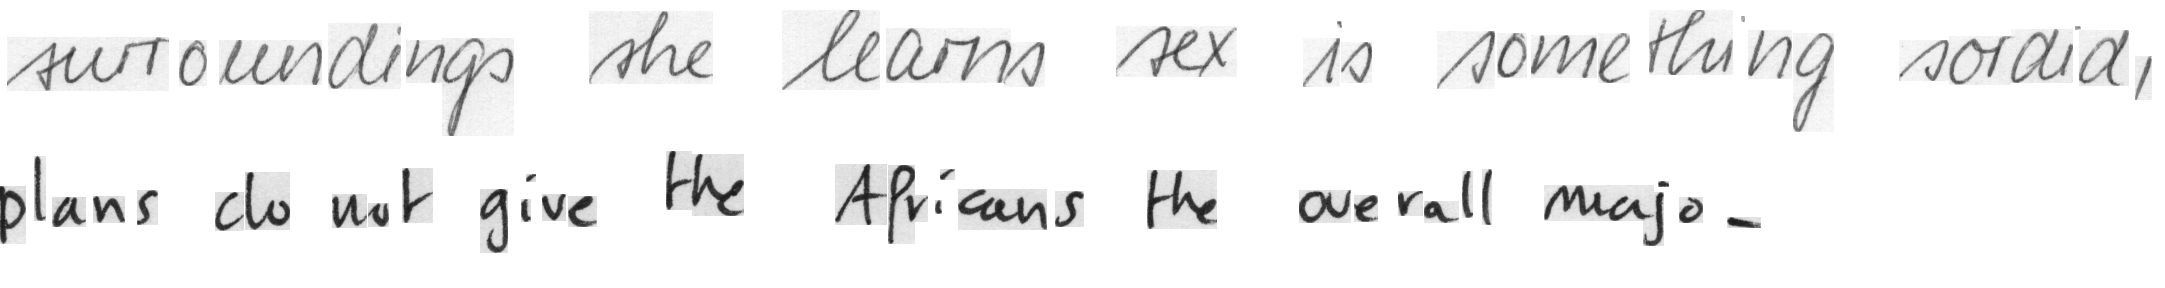 surroundings she learns sex is something sordid,
plans do not give the Africans the overall majo-